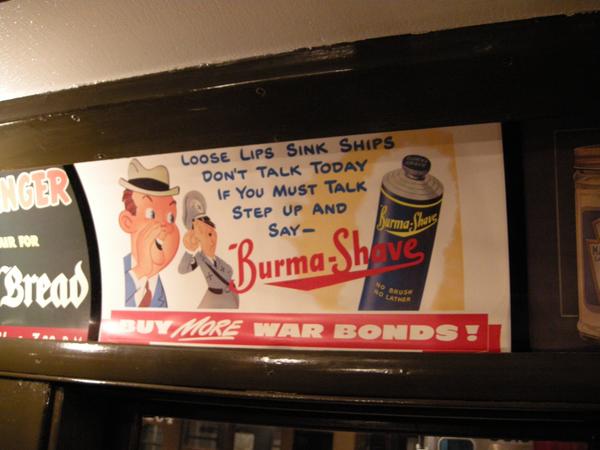 NGER
AIR FOR
Bread
LOOSE LIPS SINK SHIPS
DON'T TALK TODAY
IF YOU MUST TALK
STEP UP AND
SAY—
"Burma-Shave
Burma-Shave
NO BRUSH
NO LATHER
BUY MORE WAR BONDS!